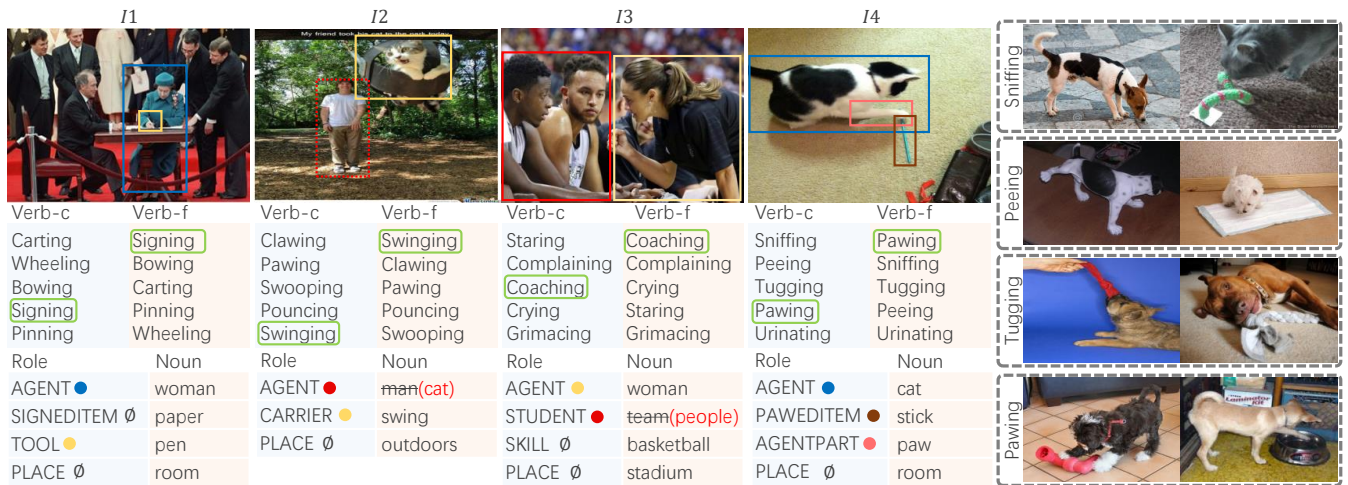 I1 I2 I3 I4
My friend took his cat to the park today
Verb-c Verb-f Verb-c Verb-f Verb-c Verb-f Verb-c Verb-f
Carting Signing Clawing Swinging Staring Coaching Sniffing Pawing
Wheeling Bowing Pawing Clawing Complaining Complaining Peeing Sniffing
Bowing Carting Swooping Pawing Coaching Crying Tugging Tugging
Signing Pinning Pouncing Pouncing Crying Staring Pawing Peeing
Pinning Wheeling Swinging Swooping Grimacing Grimacing Urinating Urinating
Role Noun Role Noun Role Noun Role Noun
AGENT woman AGENT man(cat) AGENT woman AGENT cat
SIGNEDITEM Ø paper CARRIER swing STUDENT team(people) PAWEDITEM stick
TOOL pen PLACE Ø outdoors SKILL Ø basketball AGENTPART paw
PLACE Ø room PLACE Ø stadium PLACE Ø room
Sniffing
Peeing
Tugging
Pawing
Laminator
Kit